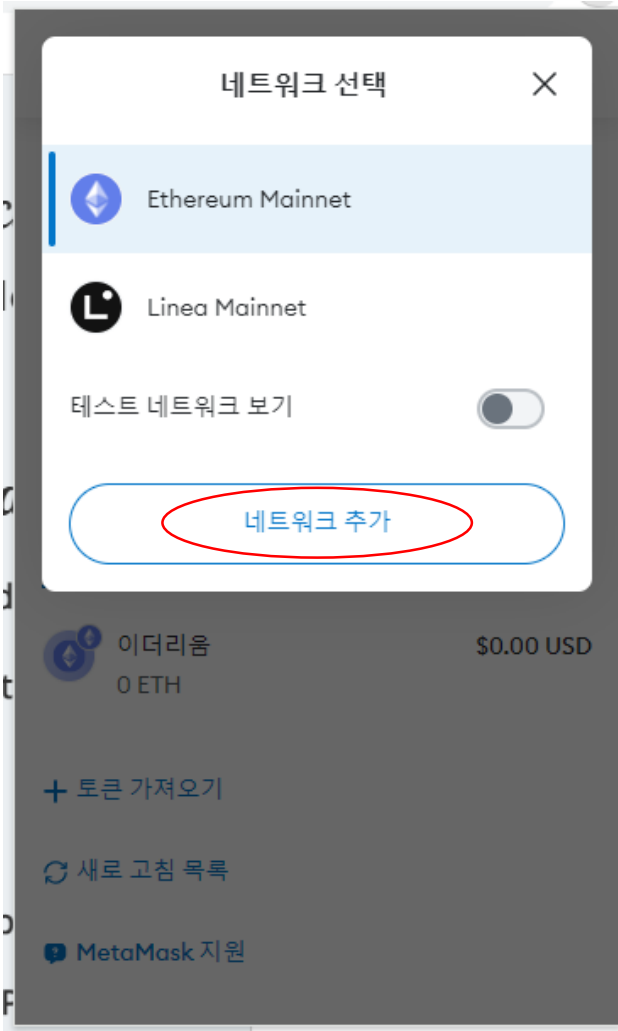 네트워크 선택
Ethereum Mainnet
Linea Mainnet
테스트 네트워크 보기
네트워크 추가
이더리움
$0.00 USD
0 ETH
토큰 가져오기
새로 고침 목록
MetaMask 지원